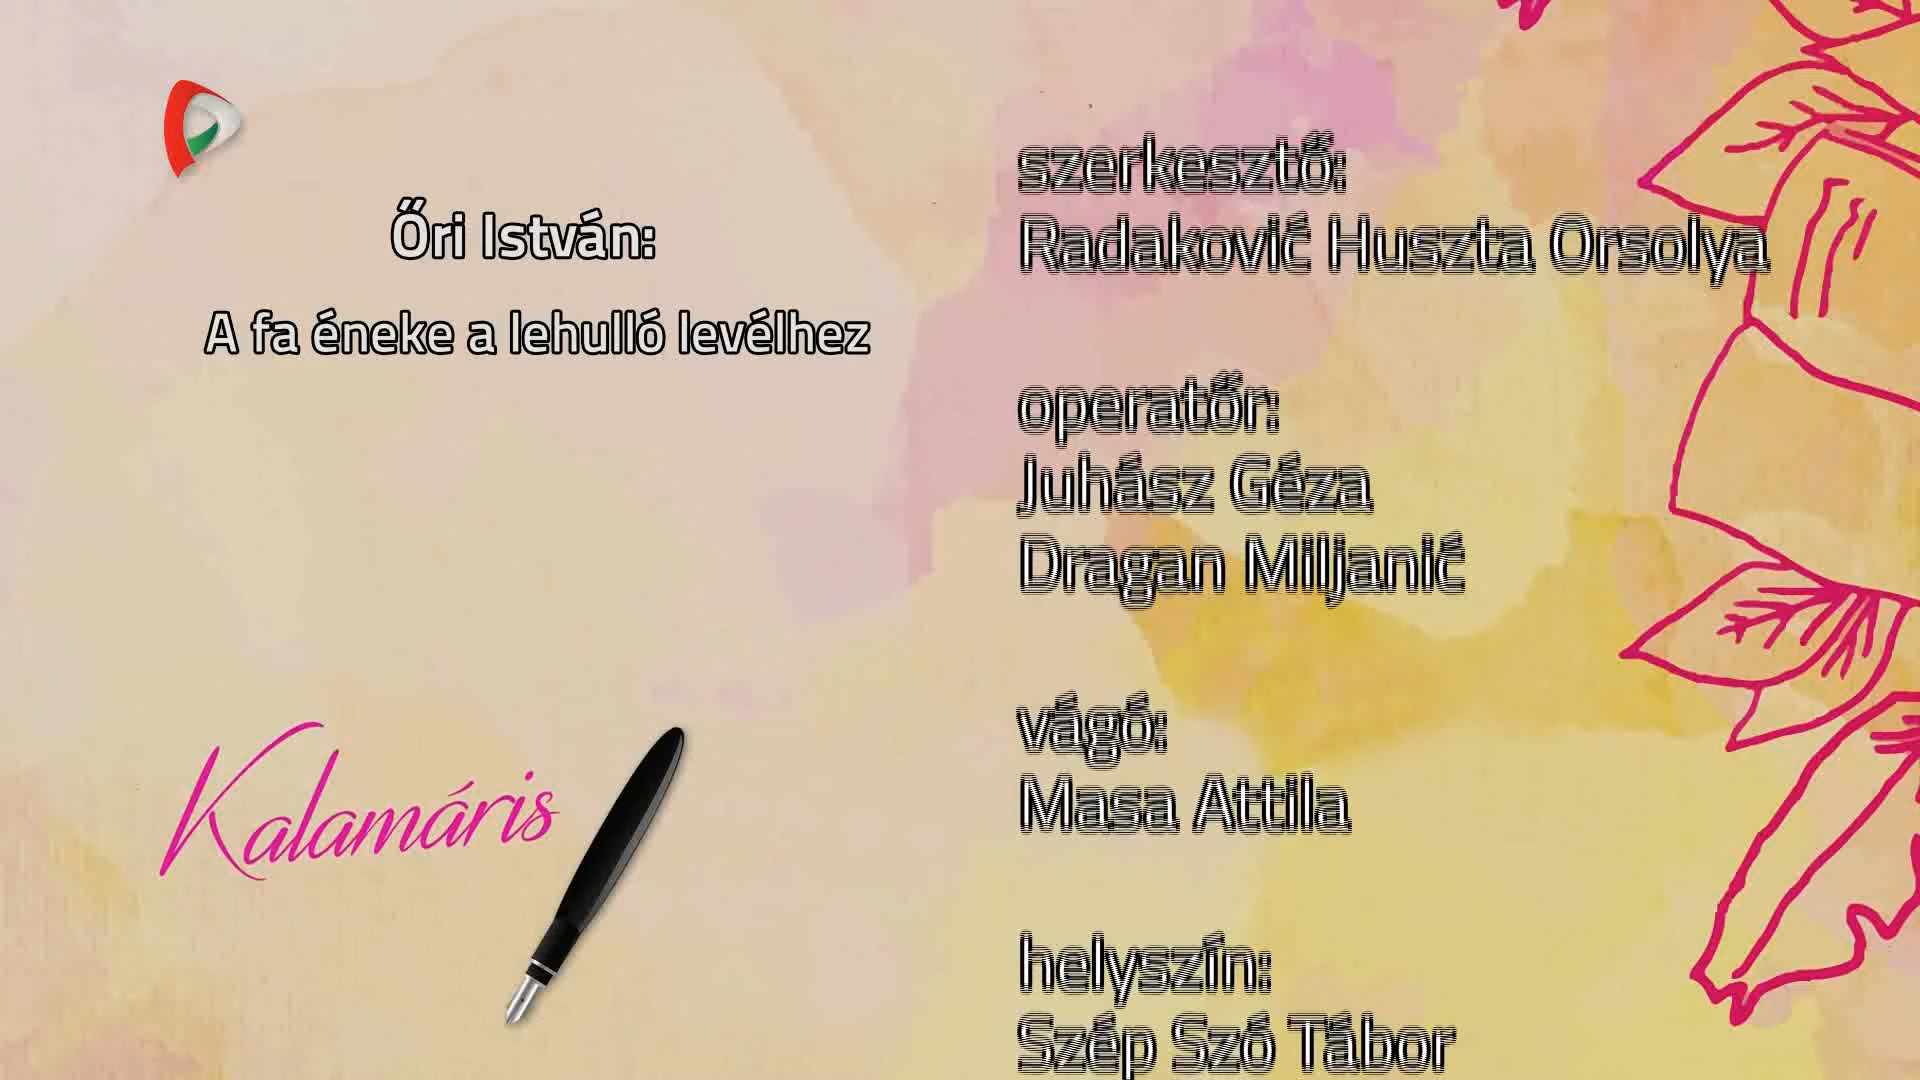 Őri István:
A fa éneke a lehulló levélhez
Kalamáris
szerkesztő:
Radaković Huszta Orsolya
operatőr:
Juhász Géza
Dragan Miljanić
vágó:
Masa Attila
helyszín:
Szép Szó Tábor